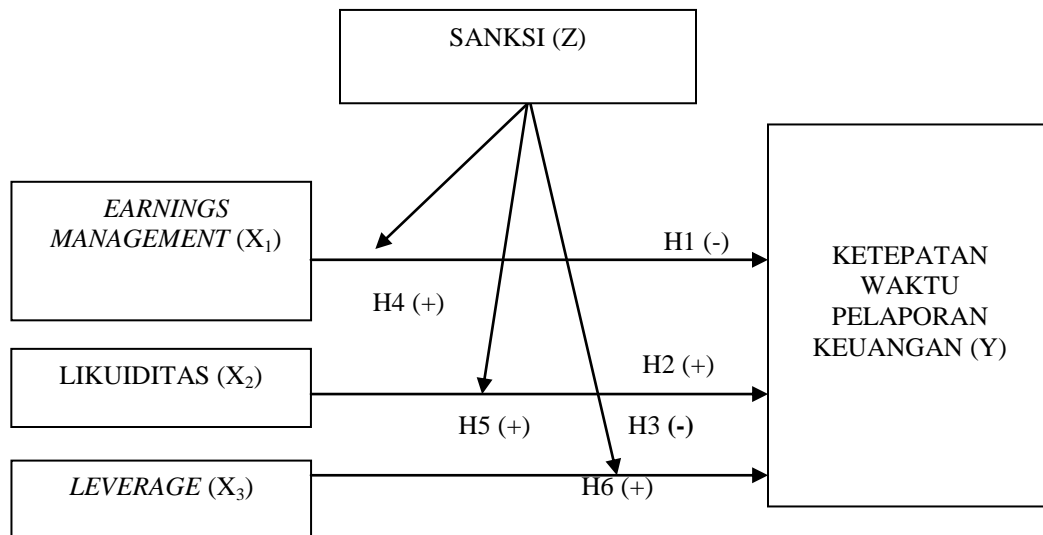 SANKSI (Z)
EARNINGS
MANAGEMENT (X₁)
H1 (-)
H4 (+)
KETEPATAN
WAKTU
PELAPORAN
KEUANGAN (Y)
LIKUIDITAS (X₂)
H2 (+)
H5 (+)
H3 (-)
LEVERAGE (X₃)
H6 (+)